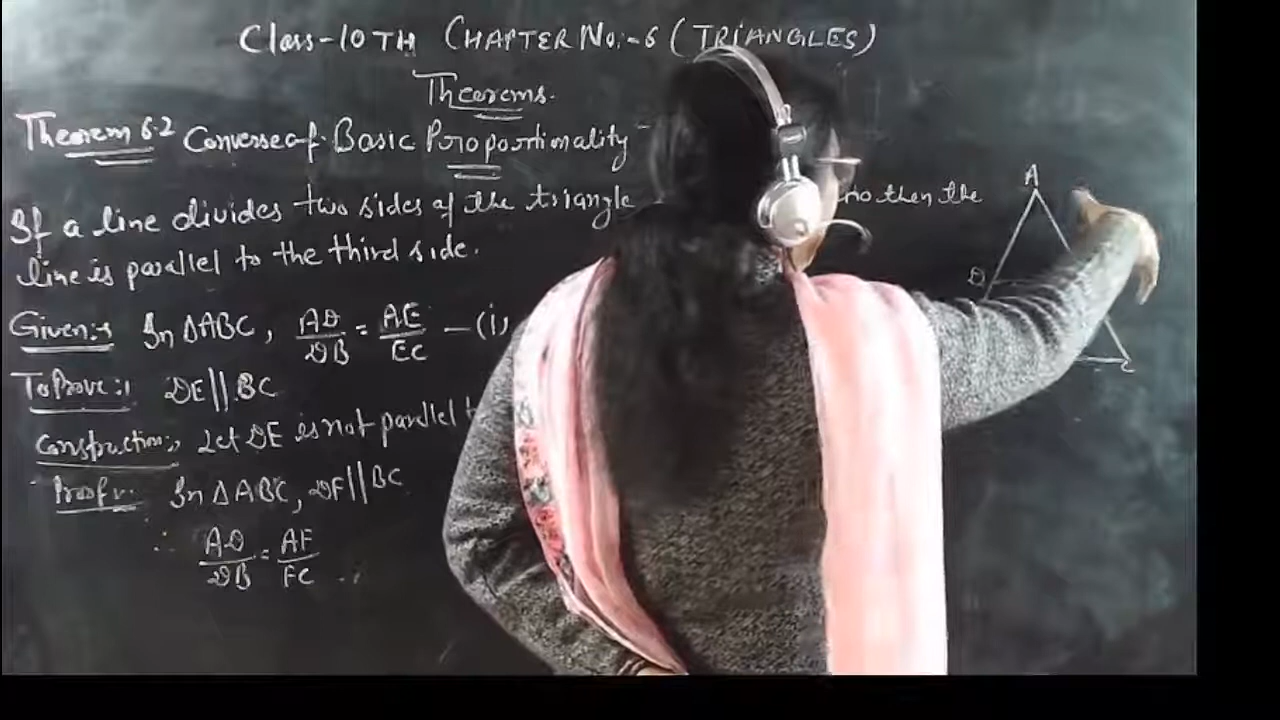 Class-10TH CHAPTER No:-6 (TRIANGLES)
Theorems.
Theorem 6.2 Converse of Basic Proportionality
If a line divides two sides of the triangle then the
line is parallel to the third side.
Given:- In ΔABC, AD/DB = AE/EC - (i)
To Prove:- DE || BC
Construction:- Let DE is not parallel
Proof:- In ΔABC, DF || BC
∴ AD/DB = AF/FC
A
D
C